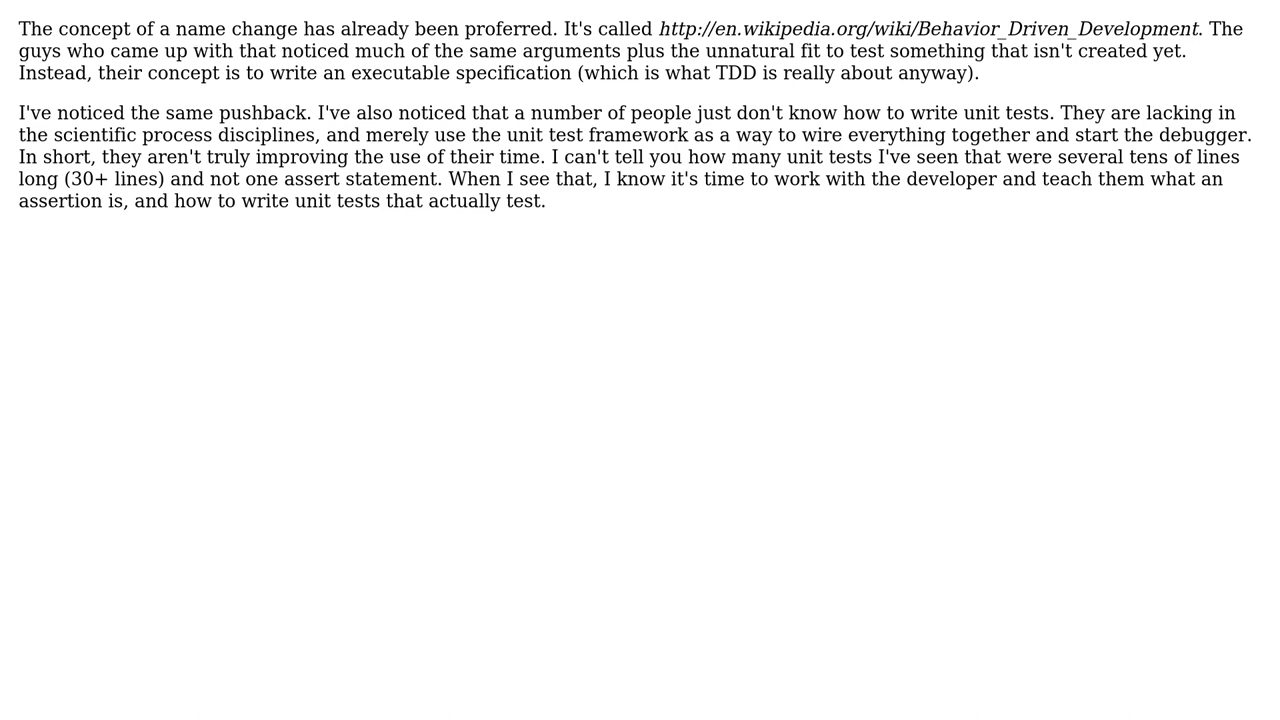 The concept of a name change has already been proferred. It's called http://en.wikipedia.org/wiki/Behavior_Driven_Development. The
guys who came up with that noticed much of the same arguments plus the unnatural fit to test something that isn't created yet.
Instead, their concept is to write an executable specification (which is what TDD is really about anyway).
I've noticed the same pushback. I've also noticed that a number of people just don't know how to write unit tests. They are lacking in
the scientific process disciplines, and merely use the unit test framework as a way to wire everything together and start the debugger.
In short, they aren't truly improving the use of their time. I can't tell you how many unit tests I've seen that were several tens of lines
long (30+ lines) and not one assert statement. When I see that, I know it's time to work with the developer and teach them what an
assertion is, and how to write unit tests that actually test.